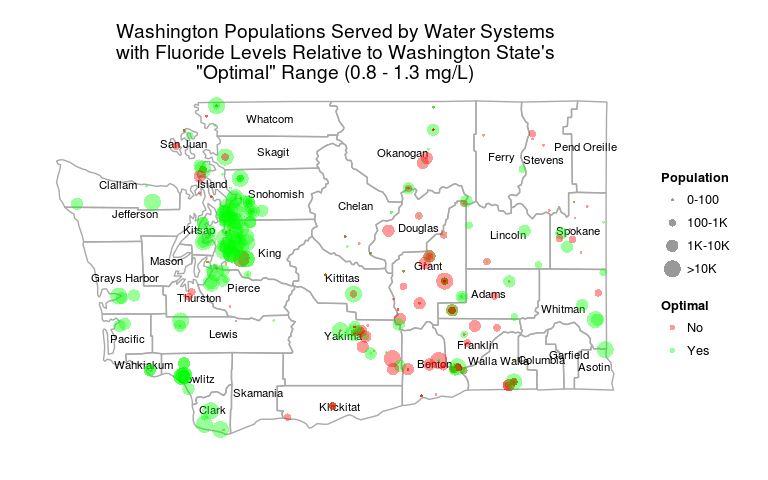 Washington Populations Served by Water Systems
with Fluoride Levels Relative to Washington State's
"Optimal" Range (0.8 - 1.3 mg/L)
Whatcom
San Juan
Skagit
Okanogan
Ferry
Stevens
Pend Oreille
Clallam
Island
Snohomish
Chelan
Jefferson
Kitsap
Douglas
Lincoln
Spokane
King
Mason
Grant
Grays Harbor
Kittitas
Pierce
Thurston
Adams
Whitman
Pacific
Lewis
Yakima
Franklin
Wahkiakum
Cowlitz
Benton
Walla Walla
Columbia
Garfield
Asotin
Skamania
Clark
Klickitat
Population
0-100
100-1K
1K-10K
>10K
Optimal
No
Yes